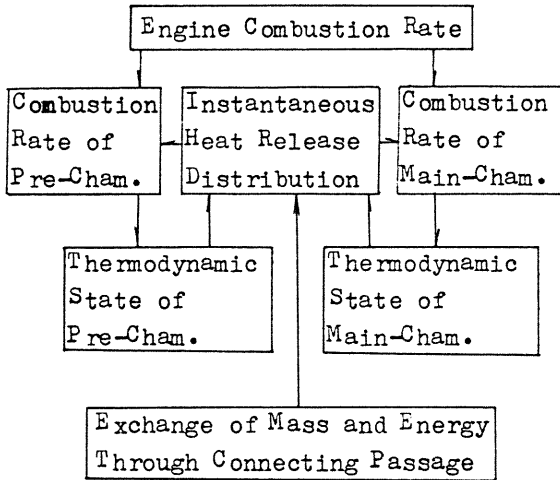 Engine Combustion Rate
Combustion
Rate of
Pre-Cham.
Instantaneous
Heat Release
Distribution
Combustion
Rate of
Main-Cham.
Thermodynamic
State of
Pre-Cham.
Thermodynamic
State of
Main-Cham.
Exchange of Mass and Energy
Through Connecting Passage